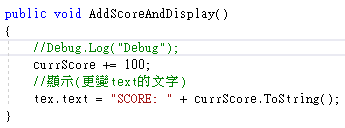 public void AddScoreAndDisplay()
{
//Debug.Log("Debug");
currScore += 100;
//顯示(更變text的文字)
tex.text = "SCORE: " + currScore.ToString();
}